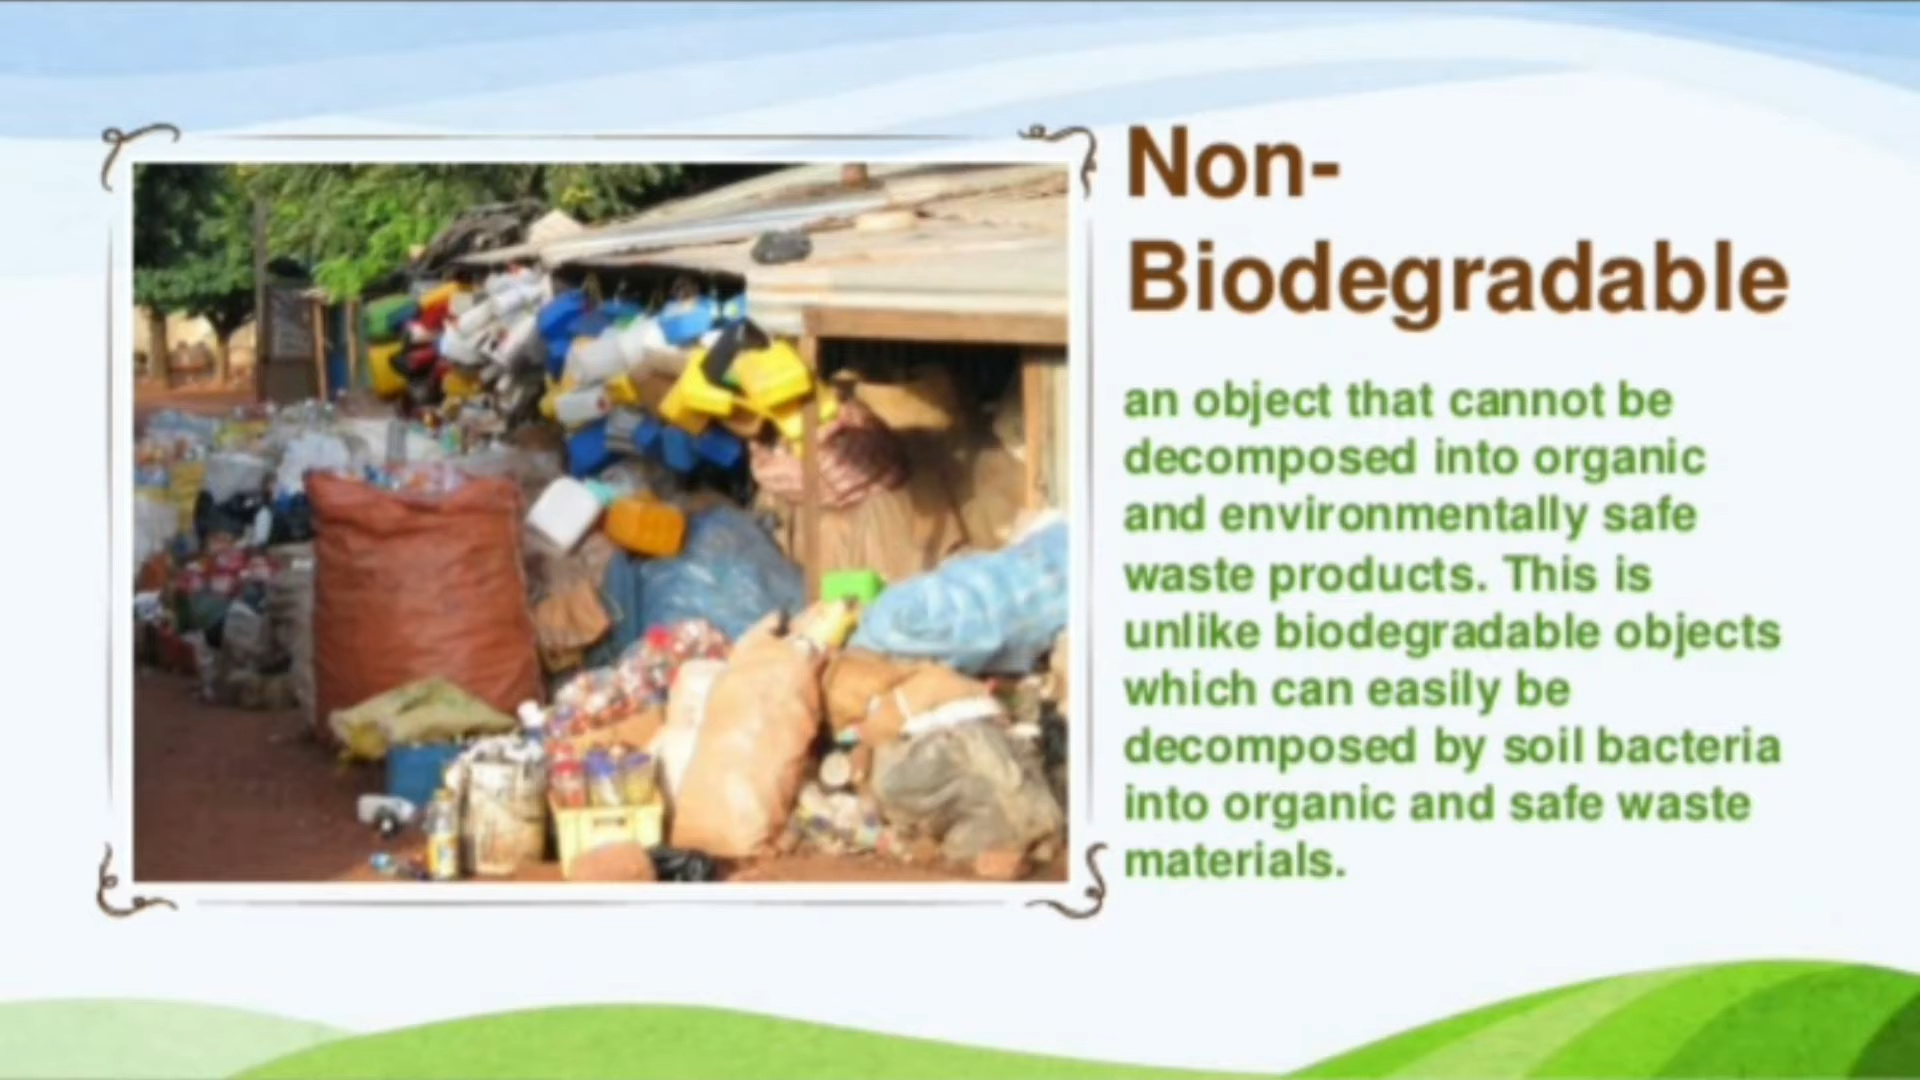 Non-
Biodegradable
an object that cannot be
decomposed into organic
and environmentally safe
waste products. This is
unlike biodegradable objects
which can easily be
decomposed by soil bacteria
into organic and safe waste
materials.